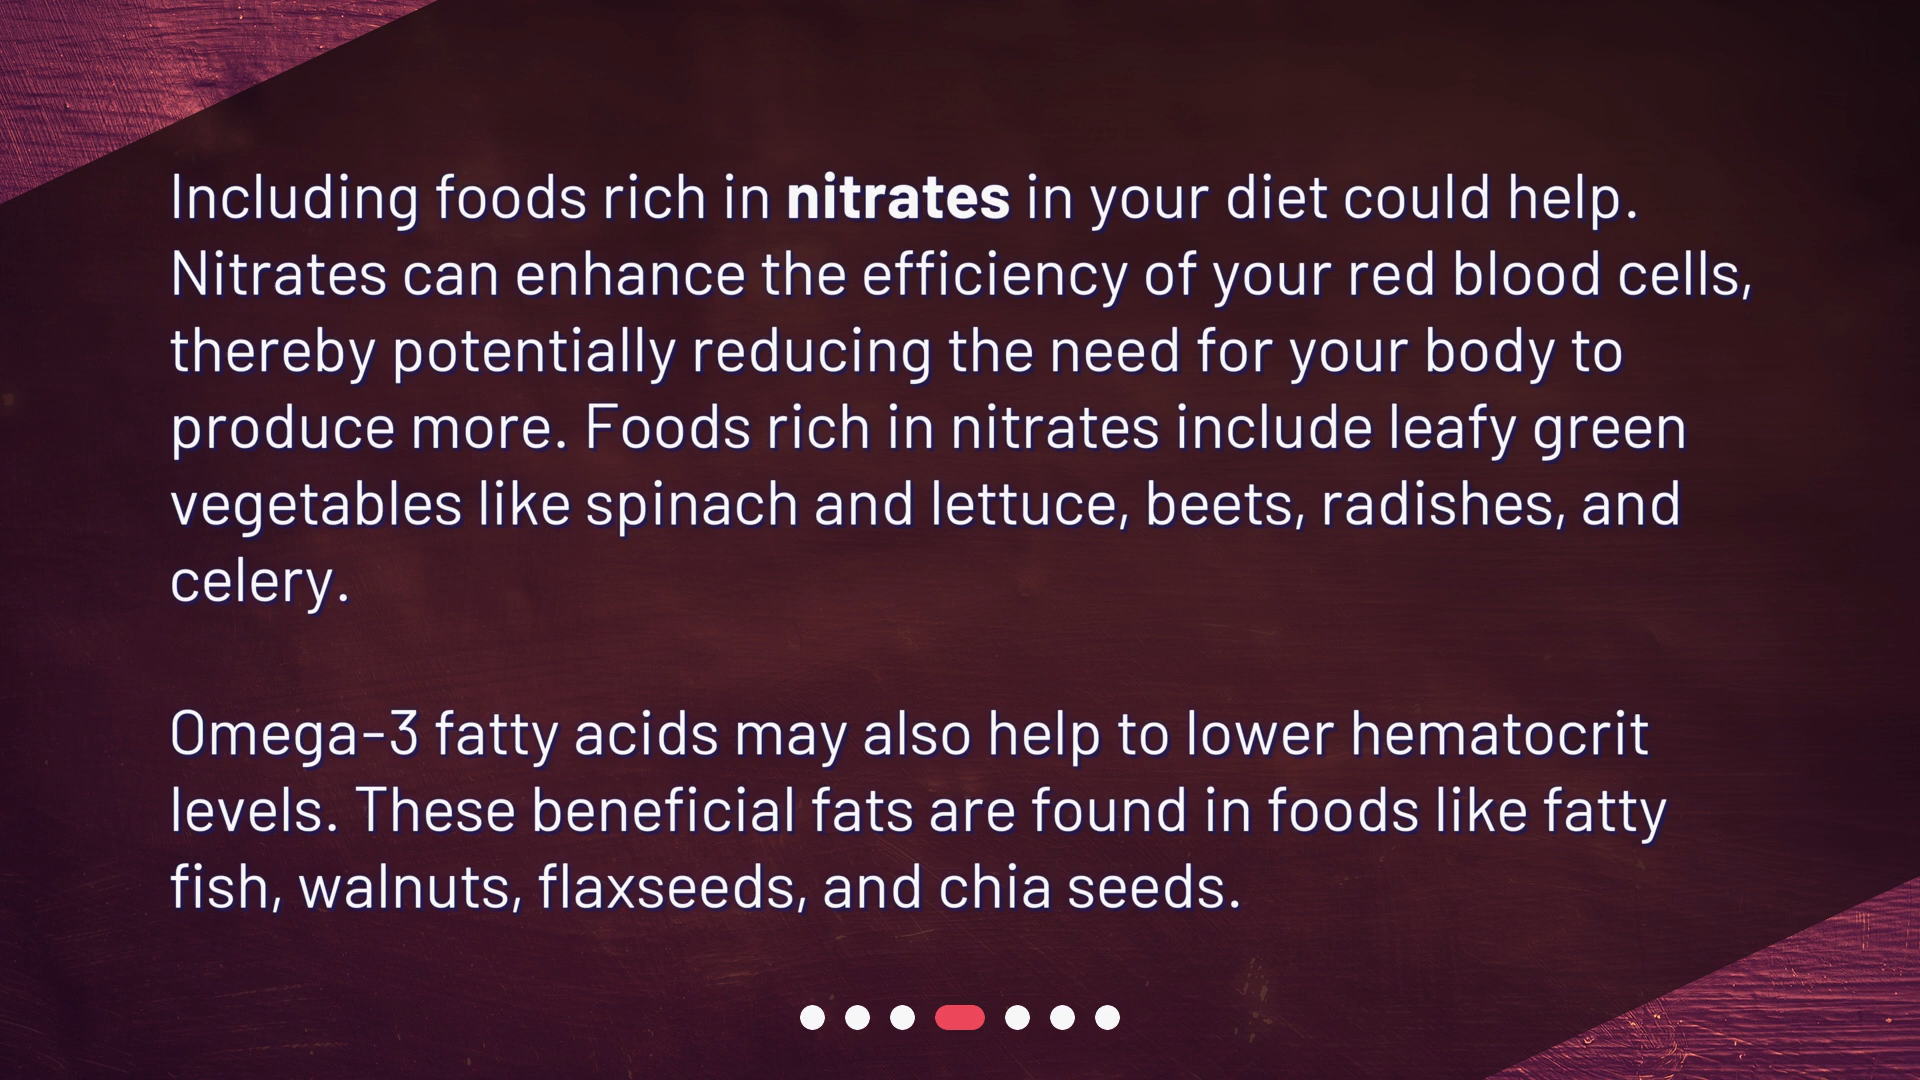 Including foods rich in nitrates in your diet could help.
Nitrates can enhance the efficiency of your red blood cells,
thereby potentially reducing the need for your body to
produce more. Foods rich in nitrates include leafy green
vegetables like spinach and lettuce, beets, radishes, and
celery.
Omega-3 fatty acids may also help to lower hematocrit
levels. These beneficial fats are found in foods like fatty
fish, walnuts, flaxseeds, and chia seeds.